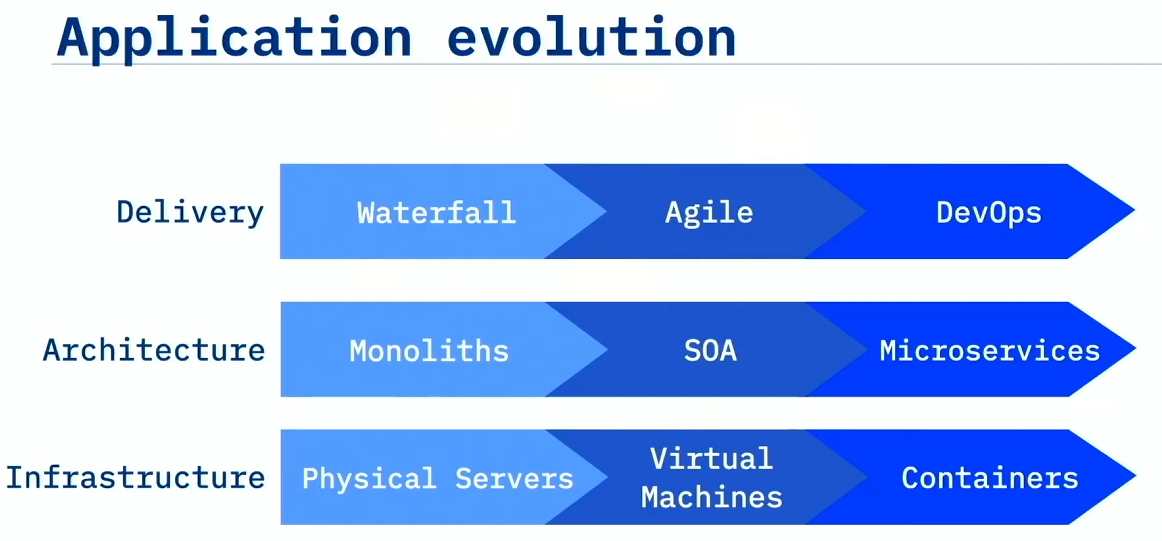 Application evolution
Delivery
Waterfall
Agile
DevOps
Architecture
Monoliths
SOA
Microservices
Infrastructure
Physical Servers
Virtual
Machines
Containers